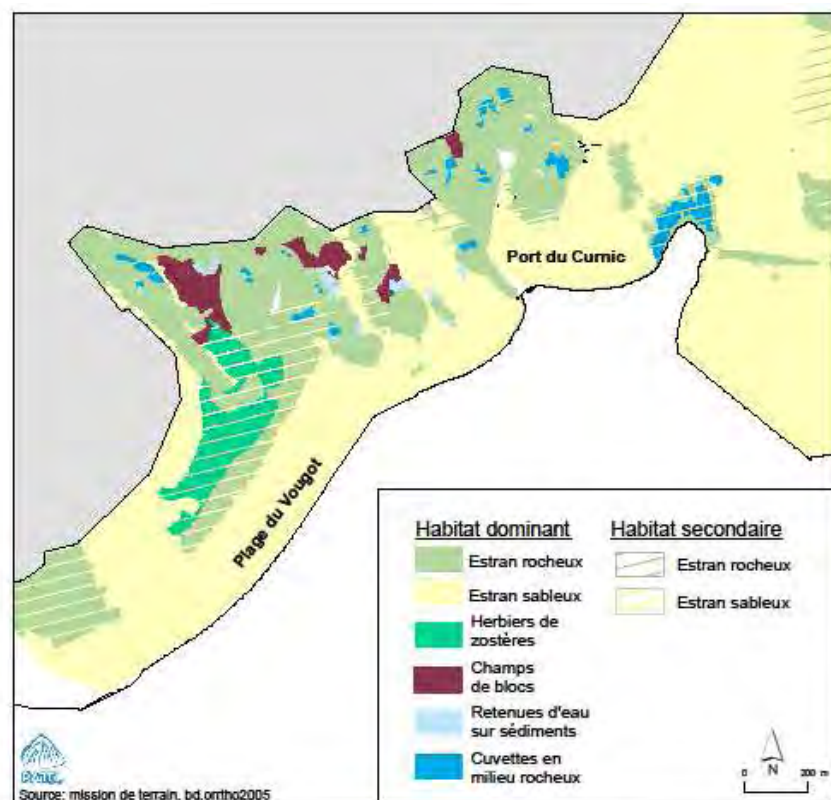 Port du Curnic
Plage du Vougot
Habitat dominant
Estran rocheux
Estran sableux
Herbiers de
zostères
Champs
de blocs
Retenues d'eau
sur sédiments
Cuvettes en
milieu rocheux
Habitat secondaire
Estran rocheux
Estran sableux
N
0 200 m
Source: mission de terrain, bd.orrtho2005